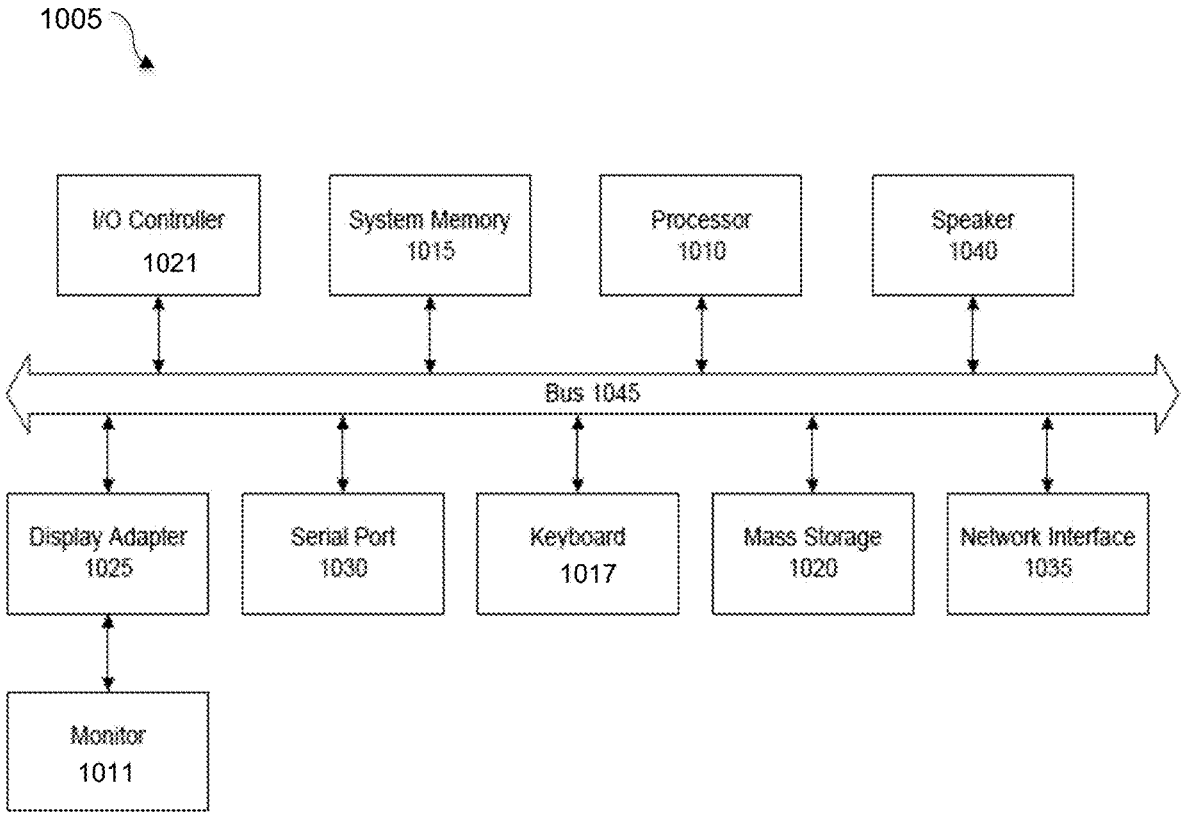 1005
I/O Controller
1021
System Memory
1015
Processor
1010
Speaker
1040
Bus 1045
Display Adapter
1025
Serial Port
1030
Keyboard
1017
Mass Storage
1020
Network Interface
1035
Monitor
1011